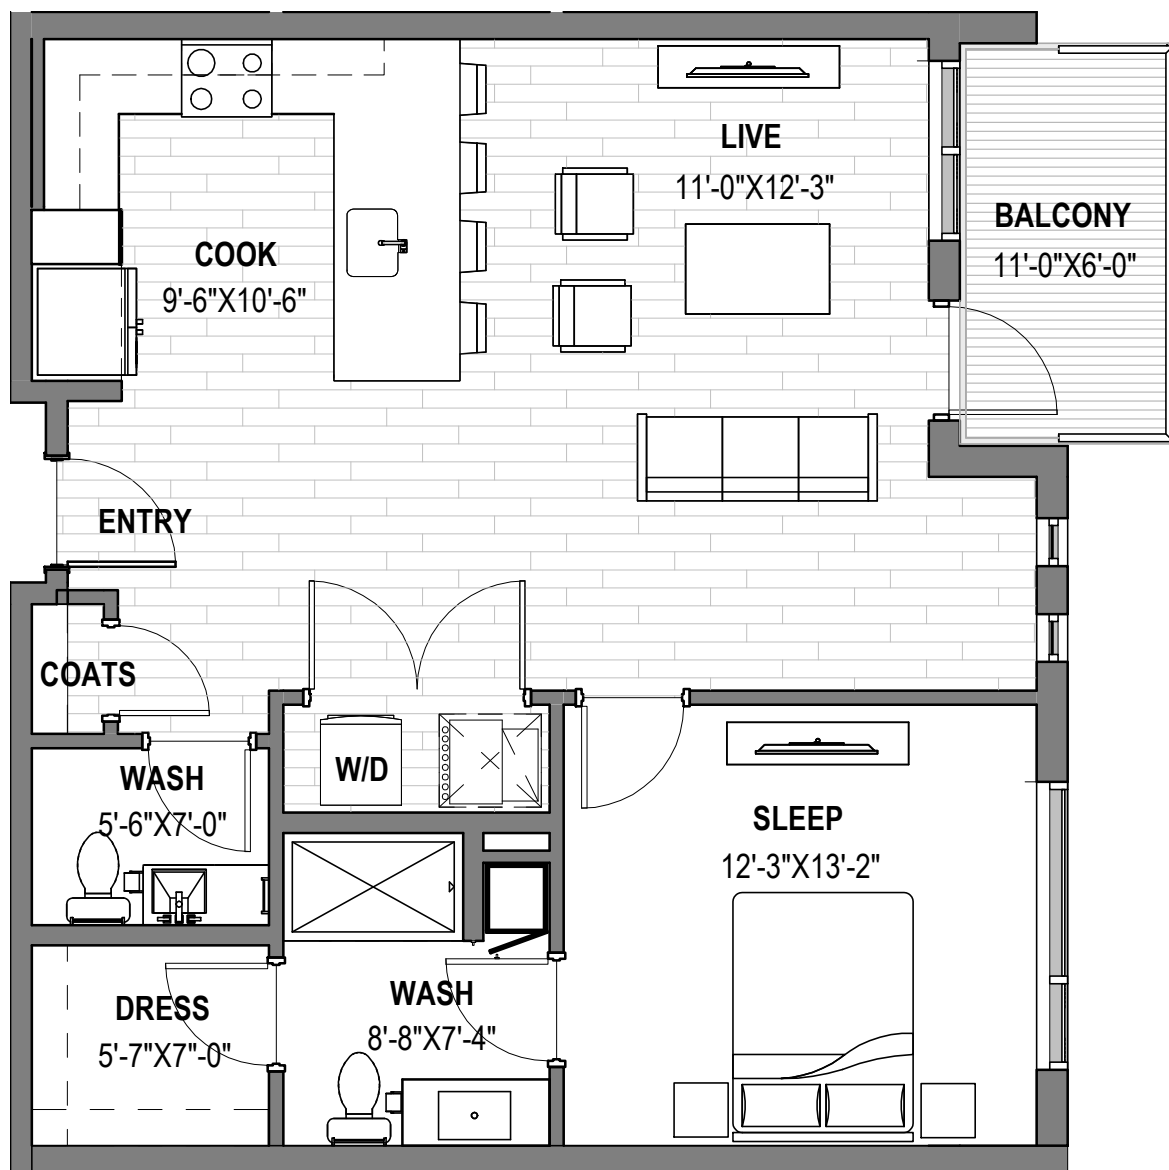 LIVE
11'-0"X12'-3"
BALCONY
11'-0"X6'-0"
COOK
9'-6"X10'-6"
ENTRY
COATS
W/D
WASH
5'-6"X7'-0"
SLEEP
12'-3"X13'-2"
WASH
8'-8"X7'-4"
DRESS
5'-7"X7"-0"